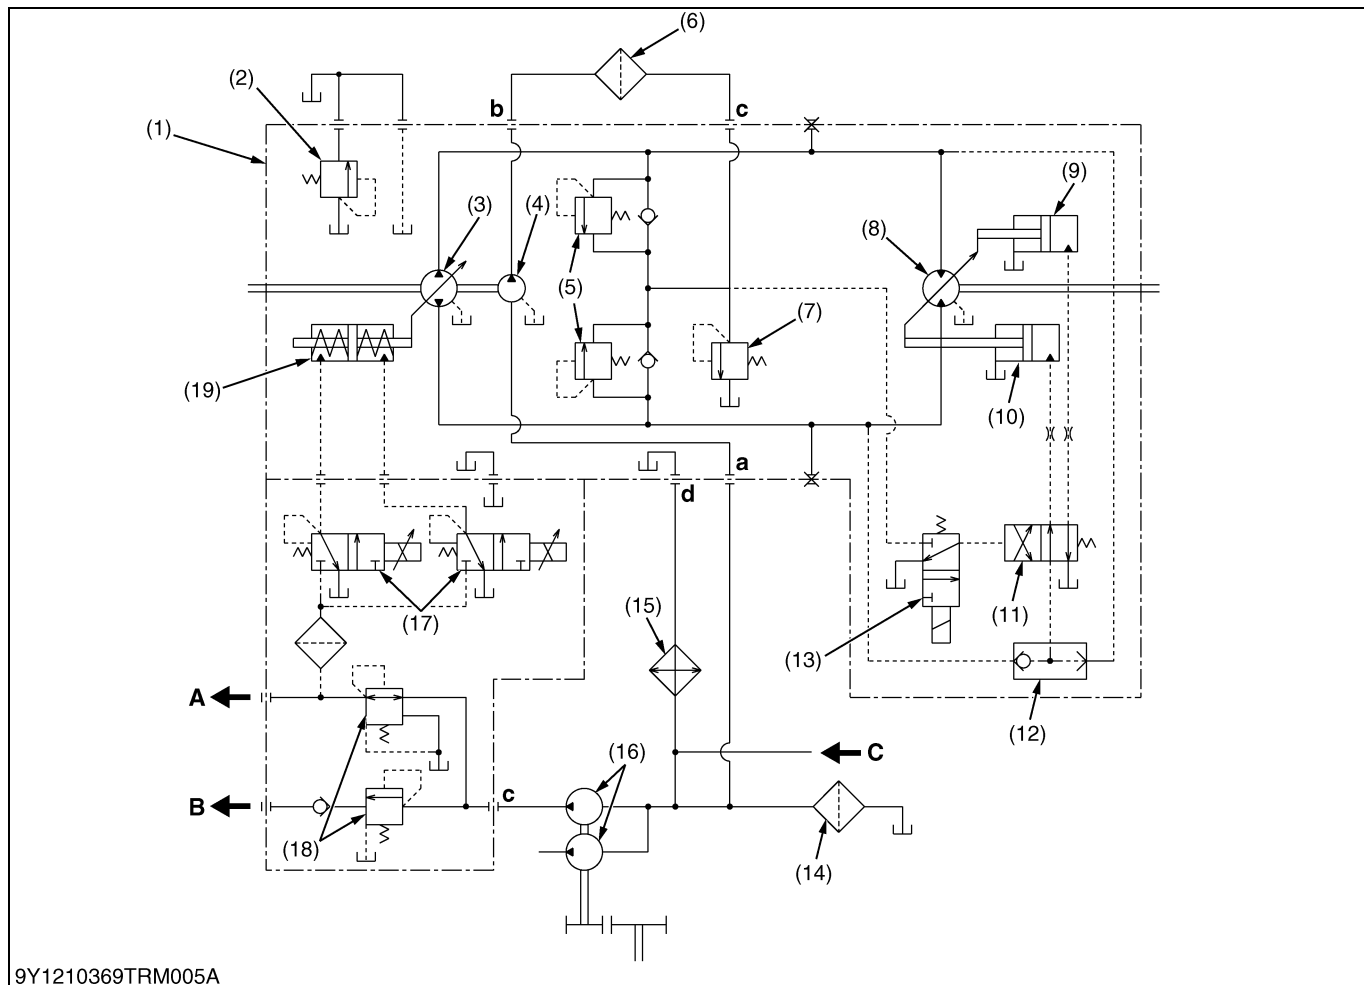 (6)
(2)
b
c
(1)
(9)
(3)
(4)
(8)
(5)
(7)
(19)
(10)
a
d
(17)
(15)
(11)
(13)
A
(12)
(16)
C
B
c
(18)
(14)
9Y1210369TRM005A